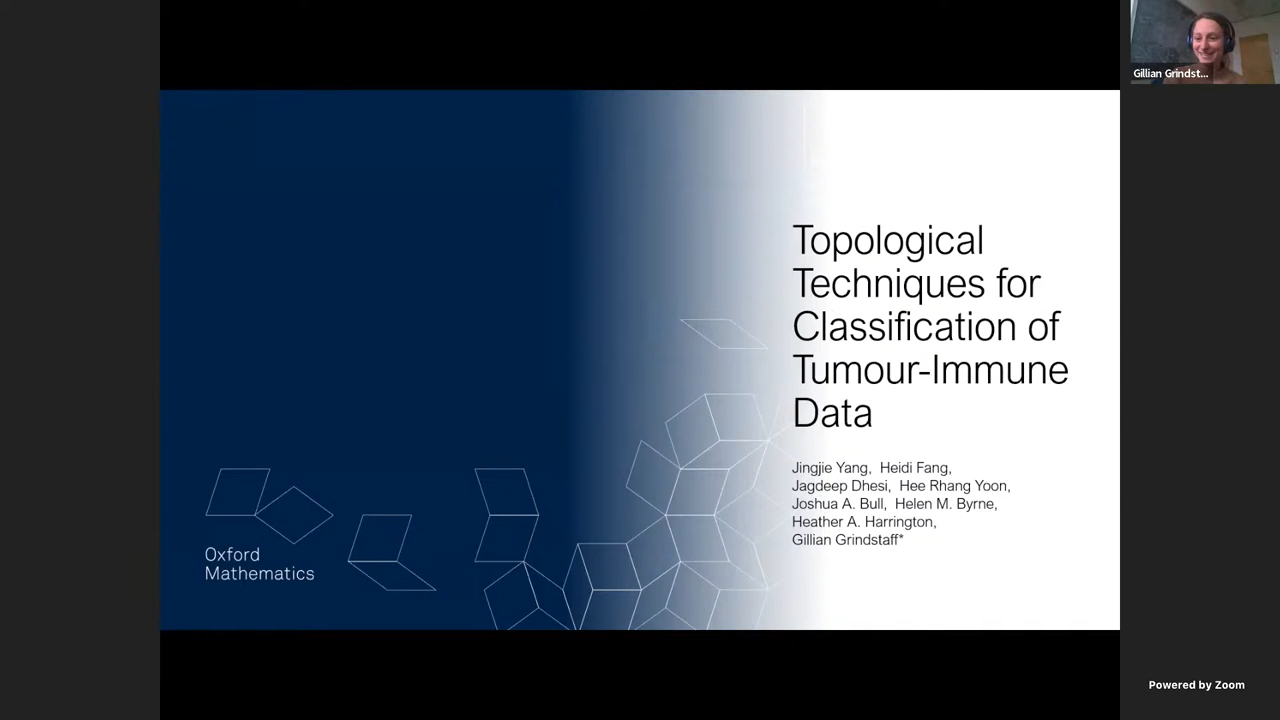 Gillian Grindst...
Topological
Techniques for
Classification of
Tumour-Immune
Data
Jingjie Yang, Heidi Fang,
Jagdeep Dhesi, Hee Rhang Yoon,
Joshua A. Bull, Helen M. Byrne,
Heather A. Harrington,
Gillian Grindstaff*
Oxford
Mathematics
Powered by Zoom